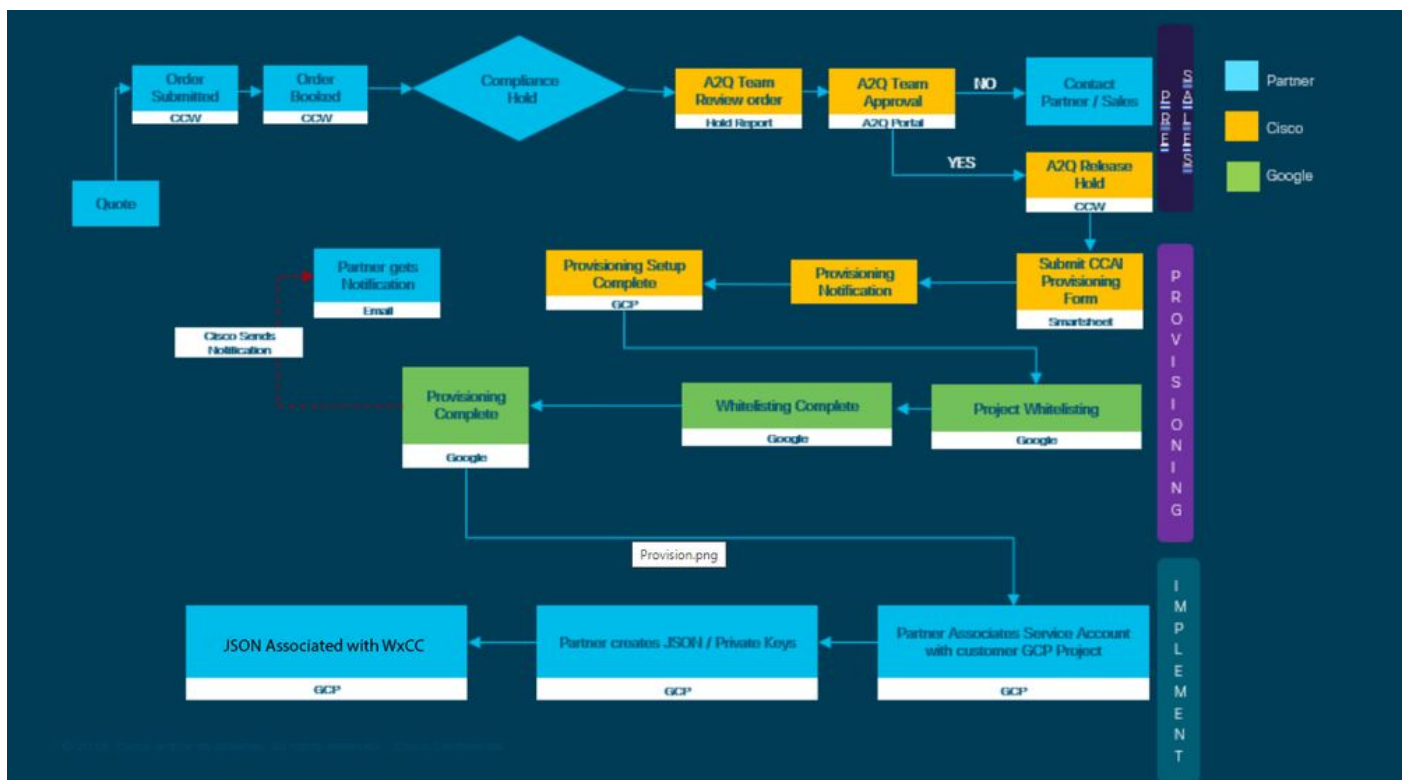 Order
Submitted
CCW
Order
Booked
CCW
Compliance
Hold
A2Q Team
Review order
Hold Report
A2Q Team
Approval
A2Q Portal
NO
Contact
Partner / Sales
PRE
SALES
Partner
Cisco
Google
YES
A2Q Release
Hold
CCW
Quote
Partner gets
Notification
Email
Cisco Sends
Notification
Provisioning Setup
Complete
GCP
Provisioning
Notification
Submit CCAI
Provisioning
Form
Smartsheet
PROVISIONING
Provisioning
Complete
Google
Whitelisting Complete
Google
Project Whitelisting
Google
Provision.png
IMPLEMENT
JSON Associated with WxCC
GCP
Partner creates JSON / Private Keys
GCP
Partner Associates Service Account
with customer GCP Project
GCP